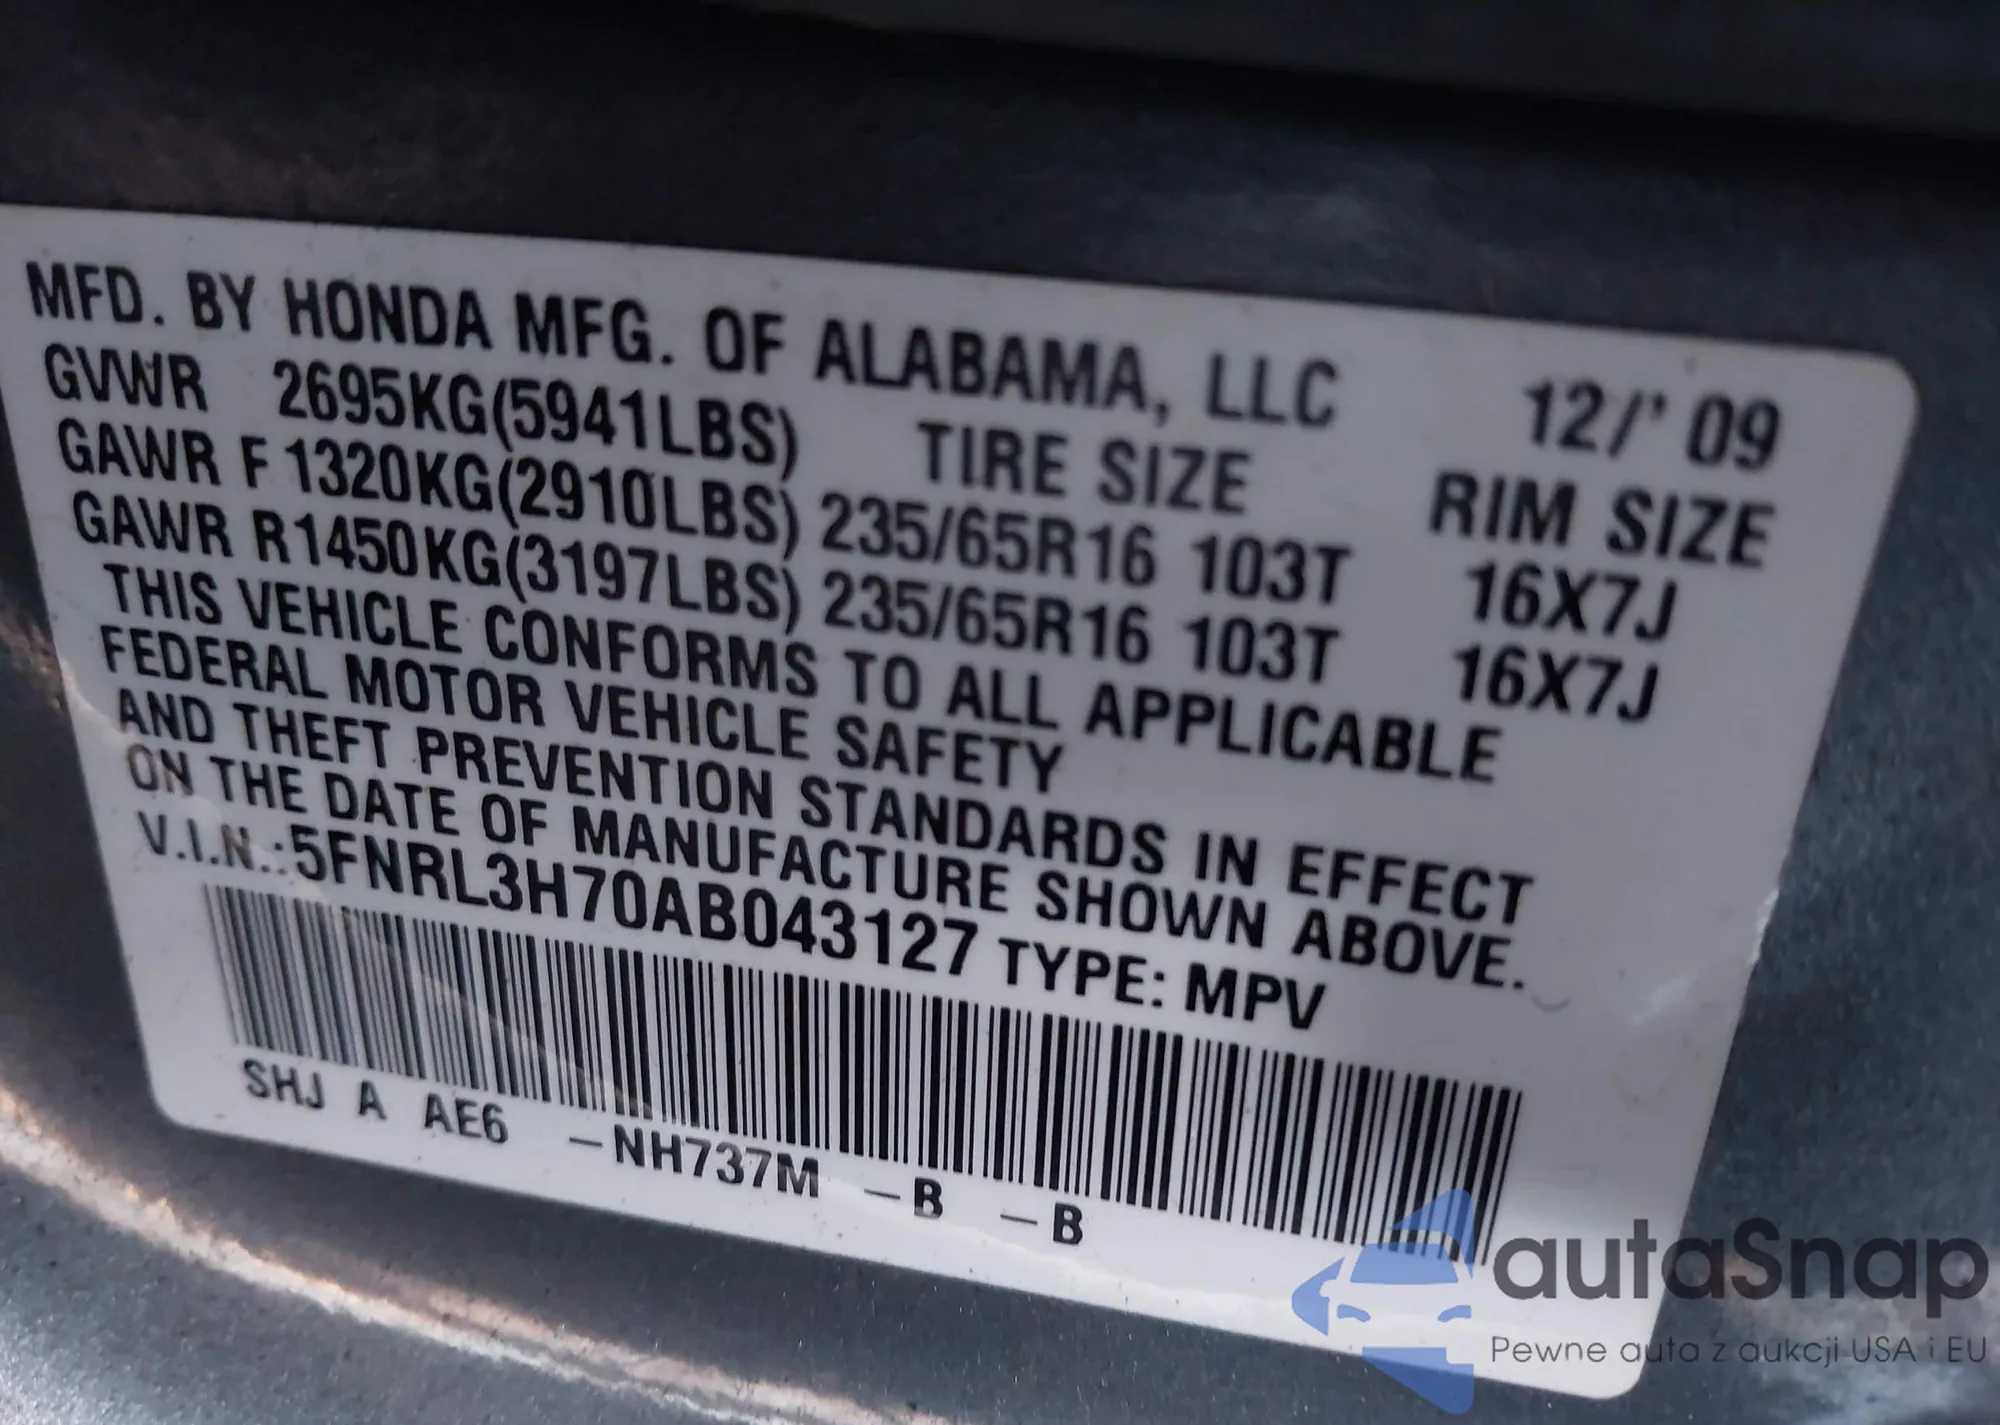 MFD. BY HONDA MFG. OF ALABAMA, LLC 12/' 09
GVWR 2695KG(5941LBS) TIRE SIZE RIM SIZE
GAWR F 1320KG(2910LBS) 235/65R16 103T 16X7J
GAWR R1450KG(3197LBS) 235/65R16 103T 16X7J
THIS VEHICLE CONFORMS TO ALL APPLICABLE
FEDERAL MOTOR VEHICLE SAFETY
AND THEFT PREVENTION STANDARDS IN EFFECT
ON THE DATE OF MANUFACTURE SHOWN ABOVE.
V.I.N.:5FNRL3H70AB043127 TYPE: MPV
SHJ A AE6 –NH737M –B –B
autaSnap
Pewne auta z aukcji USA i EU